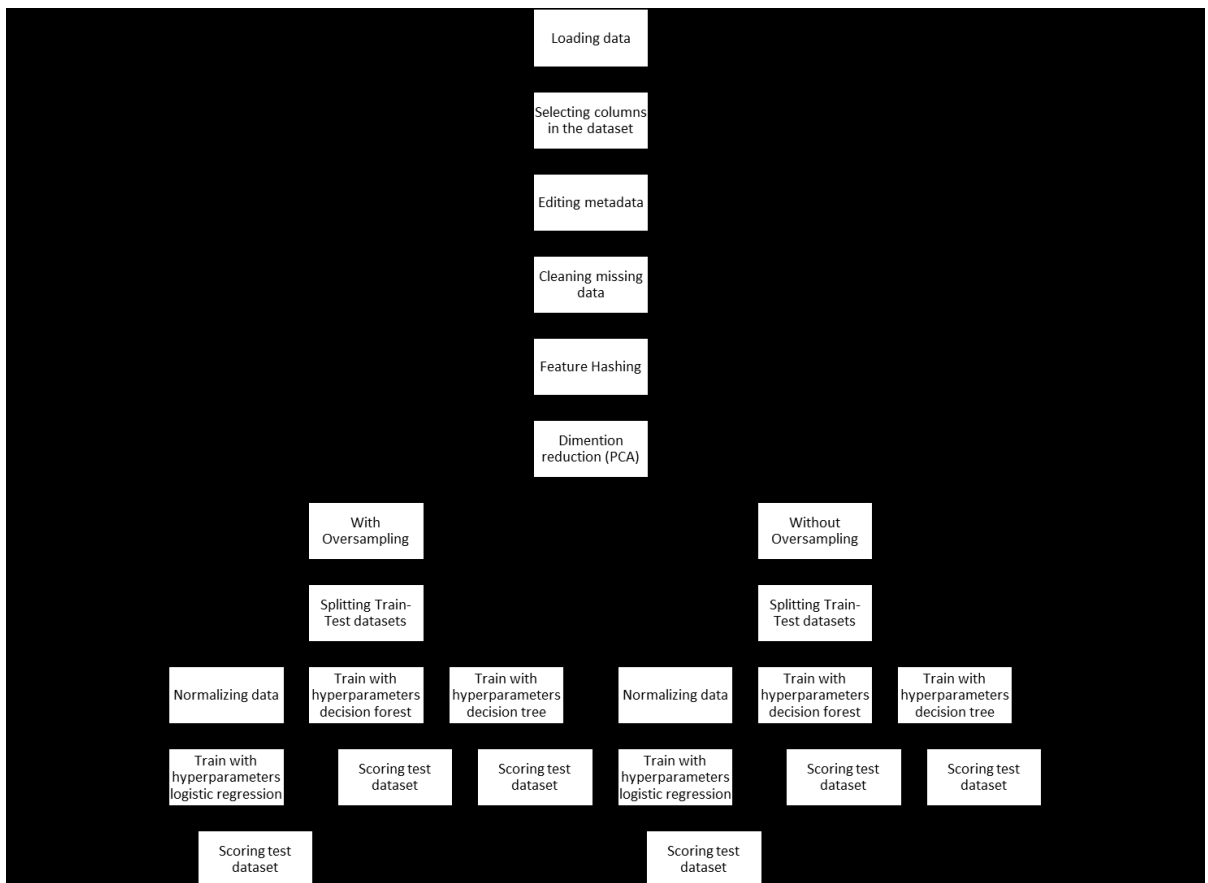 Loading data
Selecting columns
in the dataset
Editing metadata
Cleaning missing
data
Feature Hashing
Dimention
reduction (PCA)
With
Oversampling
Without
Oversampling
Splitting Train-
Test datasets
Splitting Train-
Test datasets
Normalizing data
Train with
hyperparameters
decision forest
Train with
hyperparameters
decision tree
Normalizing data
Train with
hyperparameters
decision forest
Train with
hyperparameters
decision tree
Train with
hyperparameters
logistic regression
Scoring test
dataset
Scoring test
dataset
Train with
hyperparameters
logistic regression
Scoring test
dataset
Scoring test
dataset
Scoring test
dataset
Scoring test
dataset